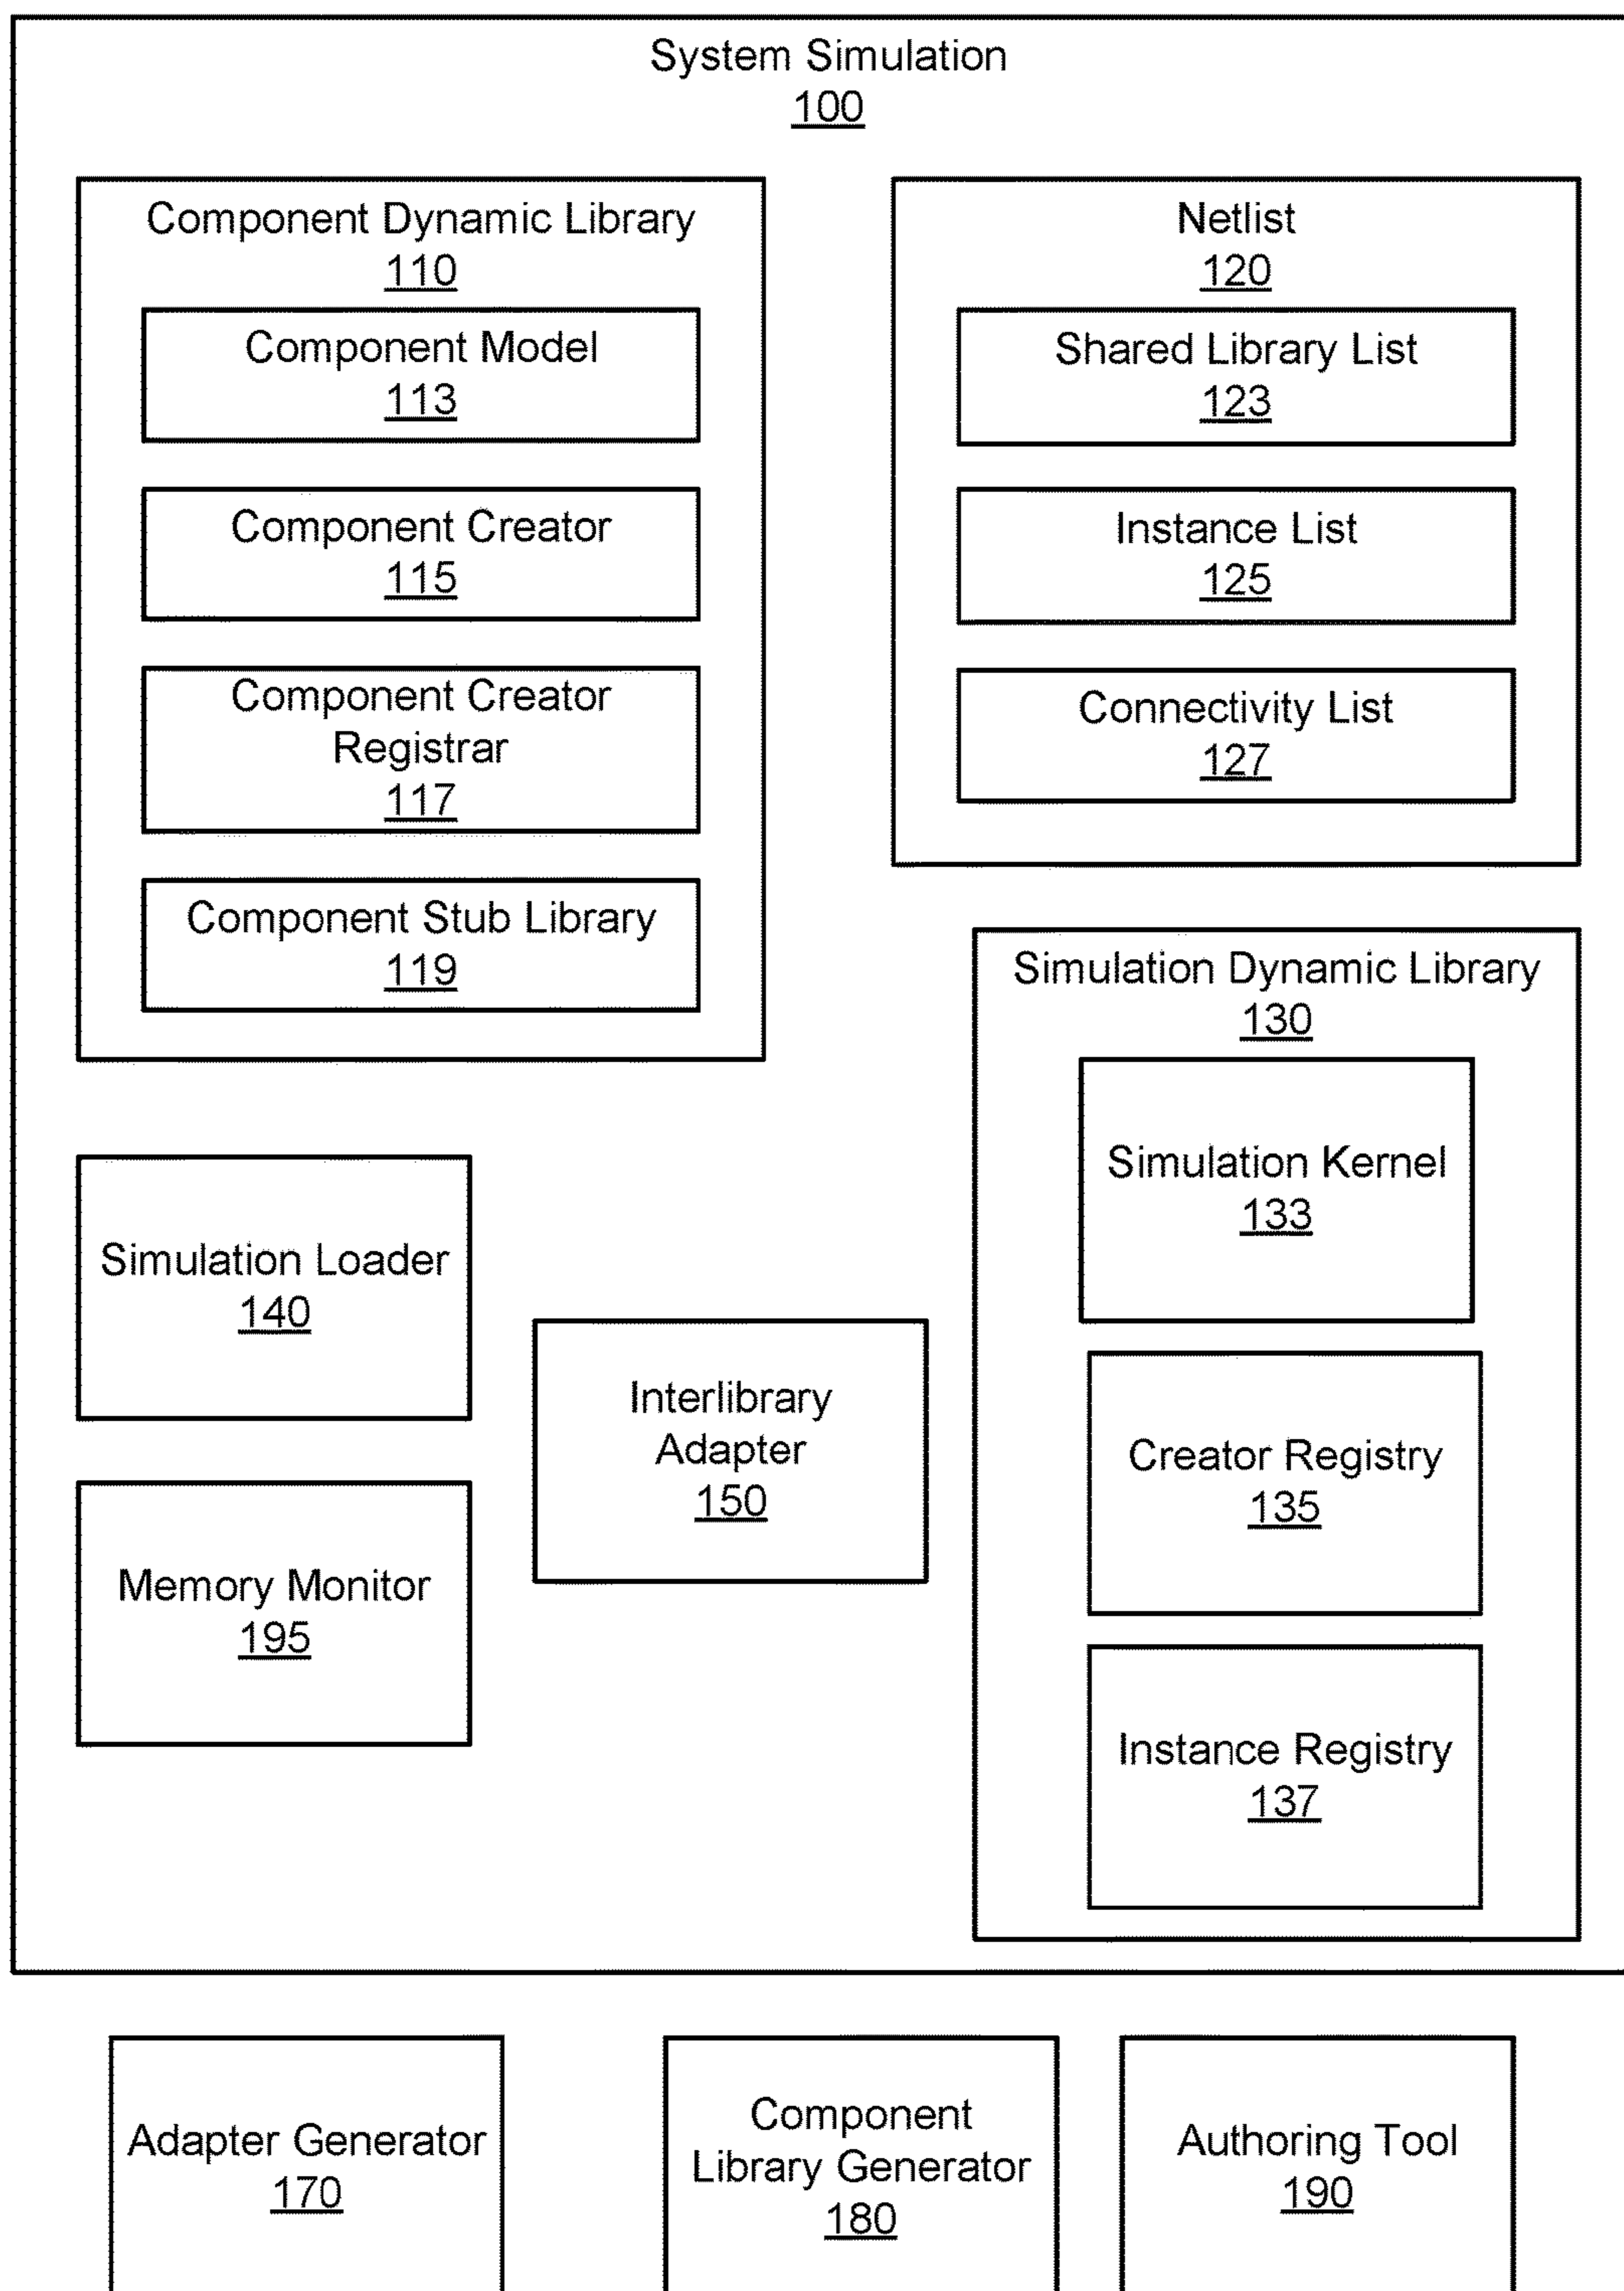 System Simulation
100
Component Dynamic Library
110
Component Model
113
Component Creator
115
Component Creator
Registrar
117
Component Stub Library
119
Netlist
120
Shared Library List
123
Instance List
125
Connectivity List
127
Simulation Dynamic Library
130
Simulation Kernel
133
Creator Registry
135
Instance Registry
137
Simulation Loader
140
Memory Monitor
195
Interlibrary
Adapter
150
Adapter Generator
170
Component
Library Generator
180
Authoring Tool
190